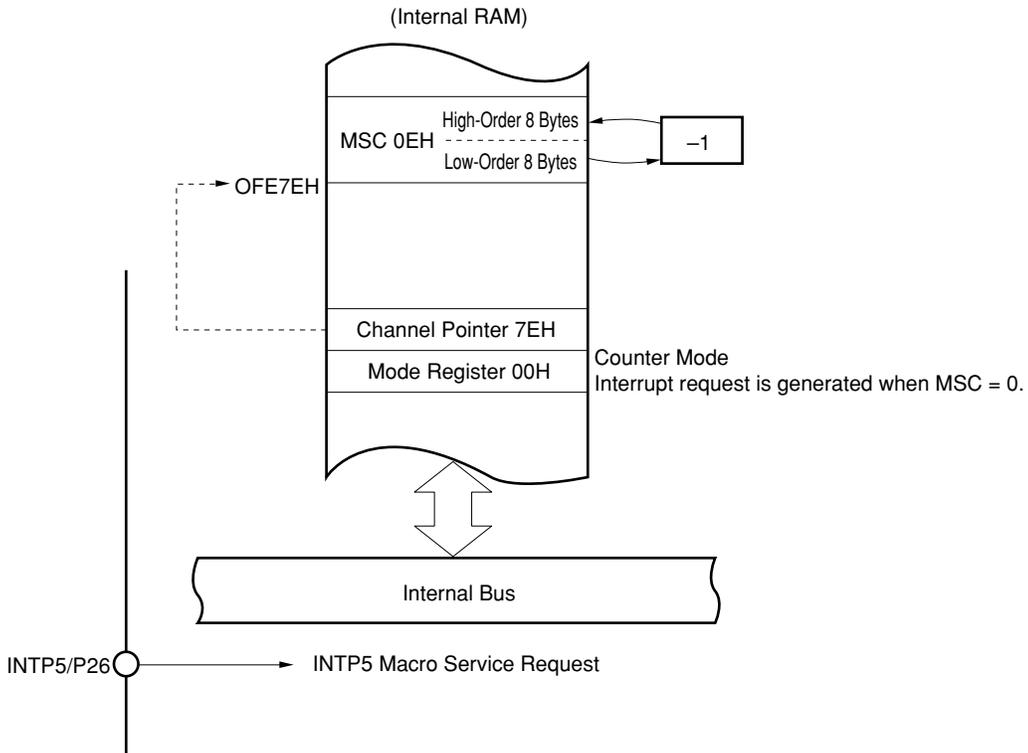 (Internal RAM)
High-Order 8 Bytes
MSC 0EH
–1
Low-Order 8 Bytes
OFE7EH
Channel Pointer 7EH
Mode Register 00H
Counter Mode
Interrupt request is generated when MSC = 0.
Internal Bus
INTP5/P26
INTP5 Macro Service Request